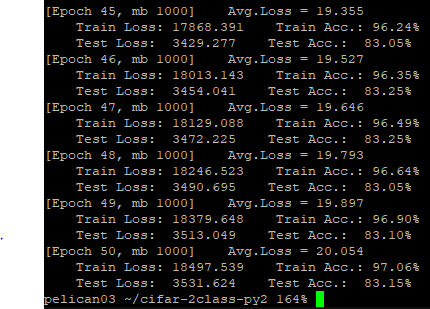 [Epoch 45, mb 1000]    Avg.Loss = 19.355
    Train Loss: 17868.391    Train Acc.: 96.24%
    Test Loss:  3429.277    Test Acc.:  83.05%
[Epoch 46, mb 1000]    Avg.Loss = 19.527
    Train Loss: 18013.143    Train Acc.: 96.35%
    Test Loss:  3454.041    Test Acc.:  83.25%
[Epoch 47, mb 1000]    Avg.Loss = 19.646
    Train Loss: 18129.088    Train Acc.: 96.49%
    Test Loss:  3472.225    Test Acc.:  83.25%
[Epoch 48, mb 1000]    Avg.Loss = 19.793
    Train Loss: 18246.523    Train Acc.: 96.64%
    Test Loss:  3490.695    Test Acc.:  83.05%
[Epoch 49, mb 1000]    Avg.Loss = 19.897
    Train Loss: 18379.648    Train Acc.: 96.90%
    Test Loss:  3513.049    Test Acc.:  83.10%
[Epoch 50, mb 1000]    Avg.Loss = 20.054
    Train Loss: 18497.539    Train Acc.: 97.06%
    Test Loss:  3531.624    Test Acc.:  83.15%
pelican03 ~/cifar-2class-py2 164%